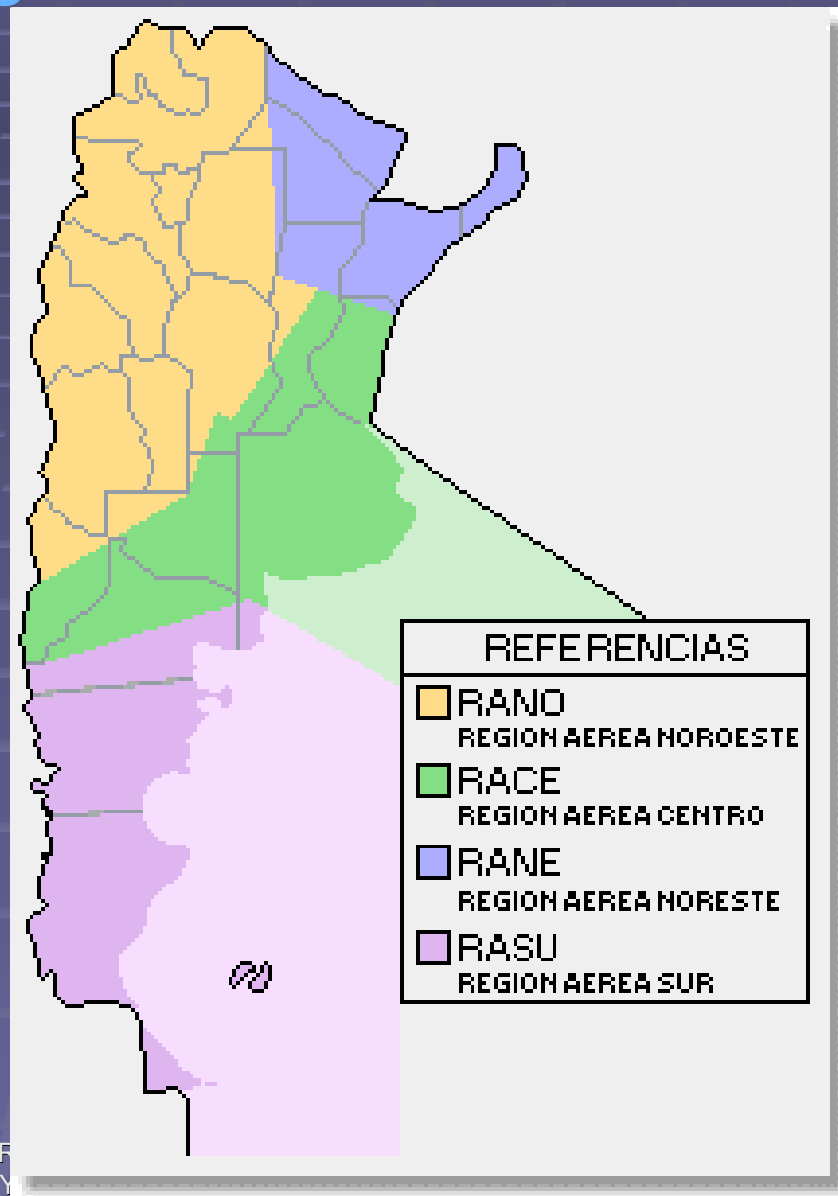 REFERENCIAS
RANO
REGION AEREA NOROESTE
RACE
REGION AEREA CENTRO
RANE
REGION AEREA NORESTE
RASU
REGION AEREA SUR